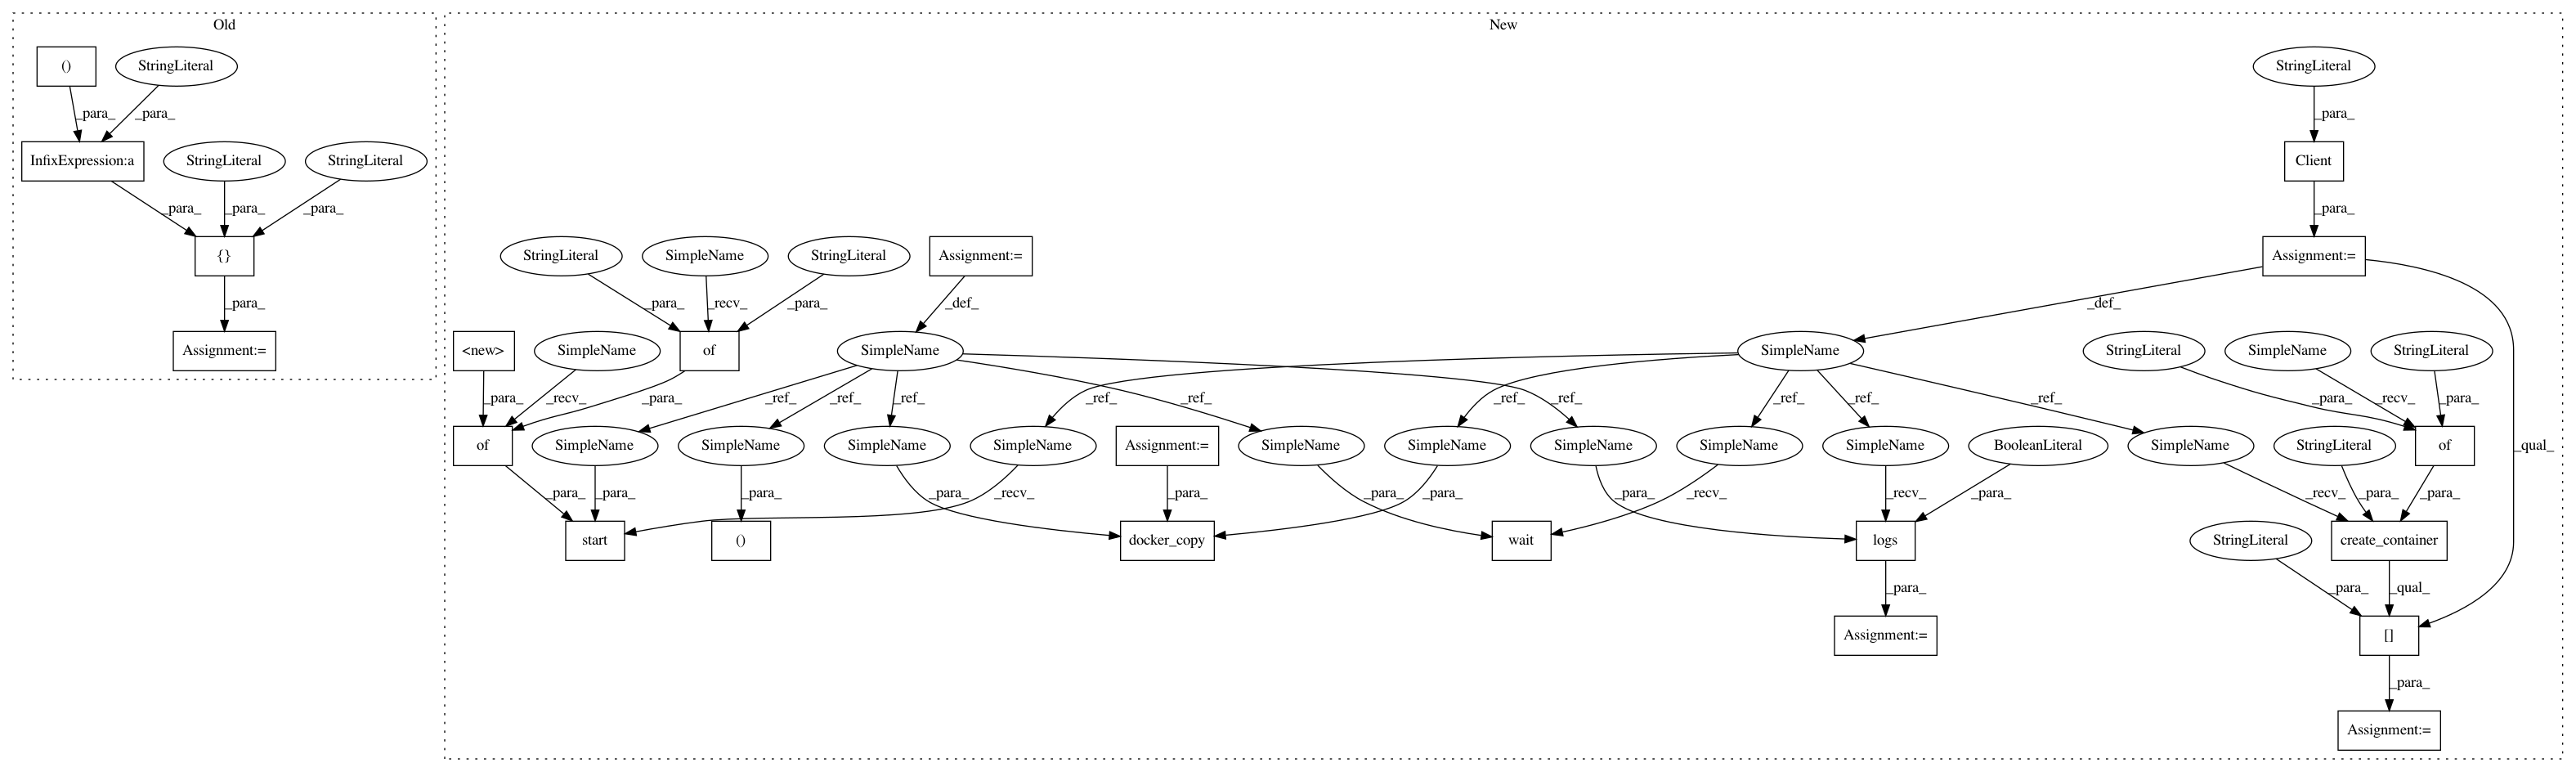 Old
New
()
StringLiteral
StringLiteral
_para_
_para_
_para_
InfixExpression:a
StringLiteral
StringLiteral
Client
_para_
_para_
_para_
_para_
StringLiteral
SimpleName
StringLiteral
Assignment:=
{}
Assignment:=
_para_
_para_
_recv_
_para_
_def_
_def_
Assignment:=
<new>
SimpleName
of
SimpleName
SimpleName
StringLiteral
SimpleName
StringLiteral
_para_
_recv_
_para_
_ref_
_ref_
_ref_
_ref_
_ref_
_ref_
_ref_
_ref_
_ref_
_ref_
_para_
_recv_
_para_
of
SimpleName
SimpleName
SimpleName
SimpleName
Assignment:=
SimpleName
SimpleName
SimpleName
SimpleName
SimpleName
BooleanLiteral
SimpleName
StringLiteral
of
_qual_
_para_
_para_
_para_
_para_
_recv_
_para_
_para_
_para_
_para_
_recv_
_recv_
_para_
_recv_
_para_
_para_
start
()
docker_copy
wait
logs
StringLiteral
create_container
_para_
_para_
_qual_
Assignment:=
[]
_para_
Assignment:=